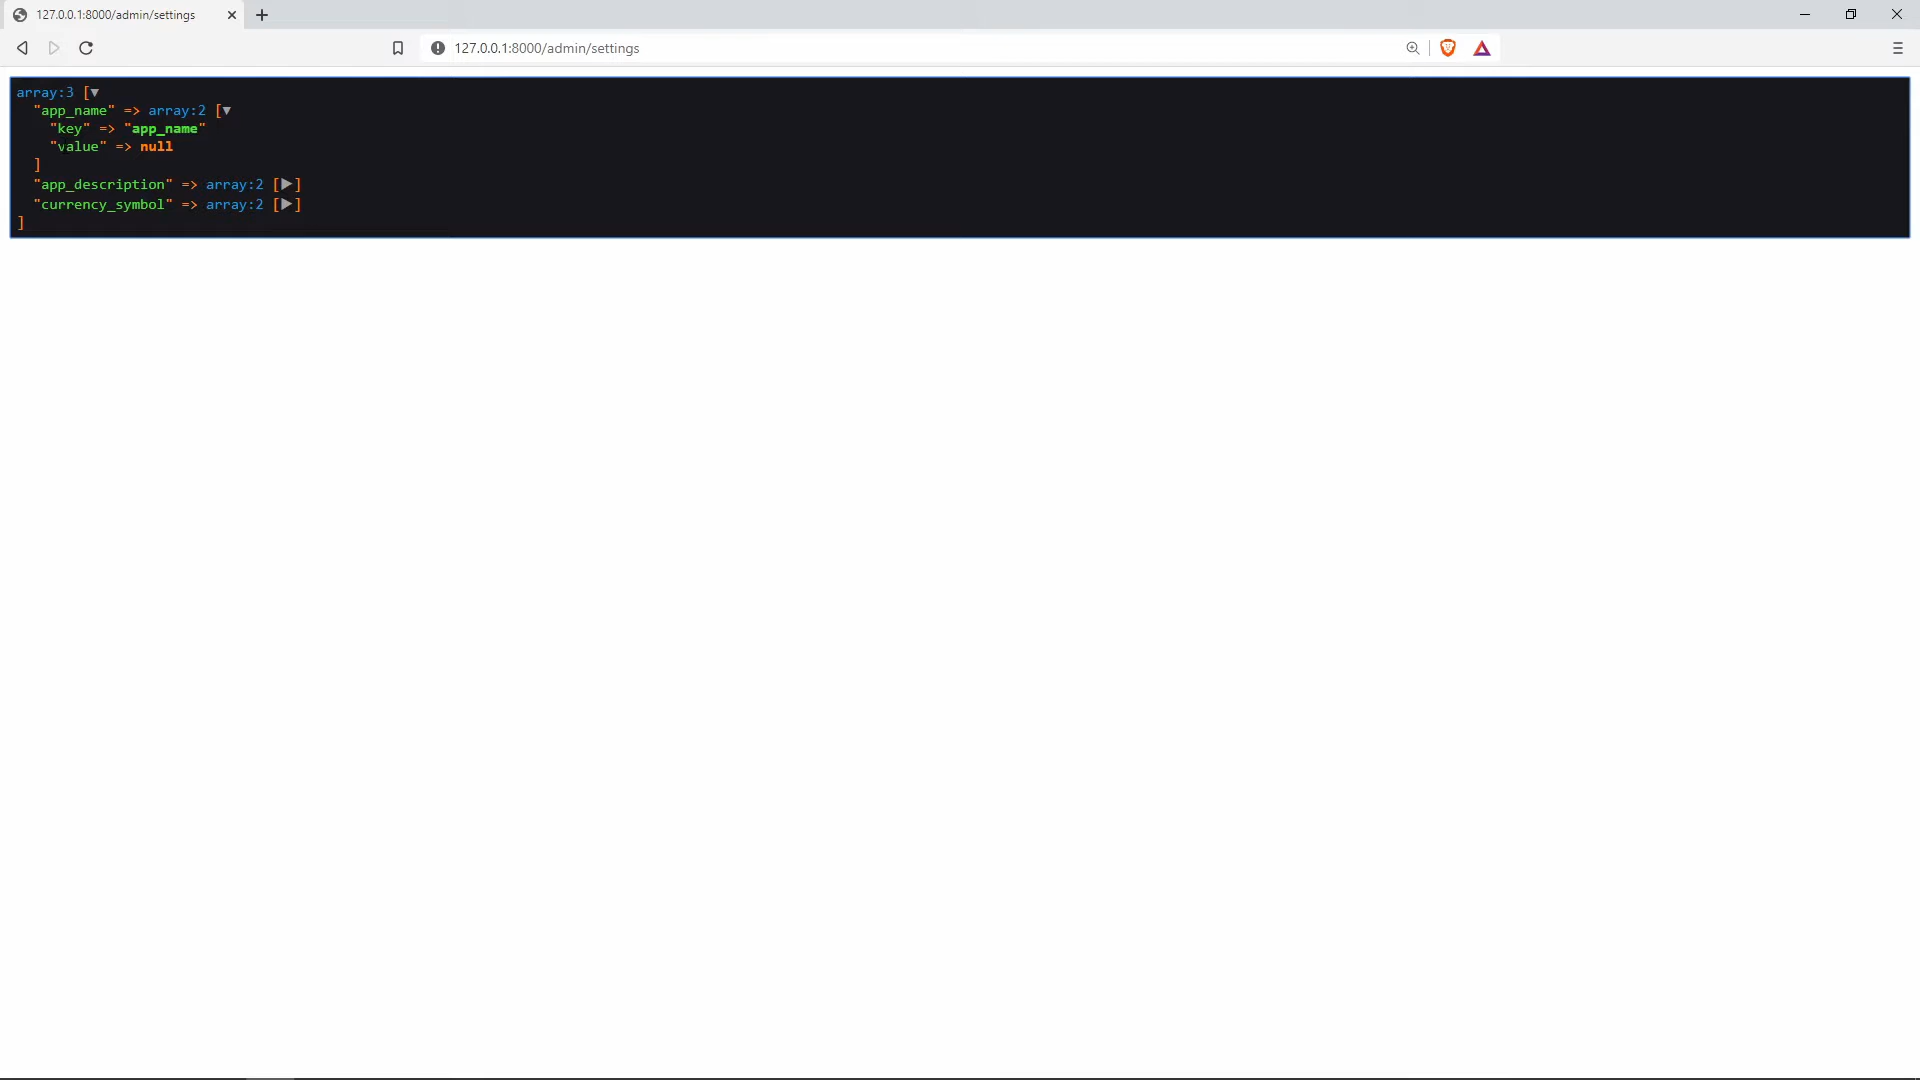 127.0.0.1:8000/admin/settings
127.0.0.1:8000/admin/settings
array:3 [▼
  "app_name" => array:2 [▼
    "key" => "app_name"
    "value" => null
  ]
  "app_description" => array:2 [▶]
  "currency_symbol" => array:2 [▶]
]